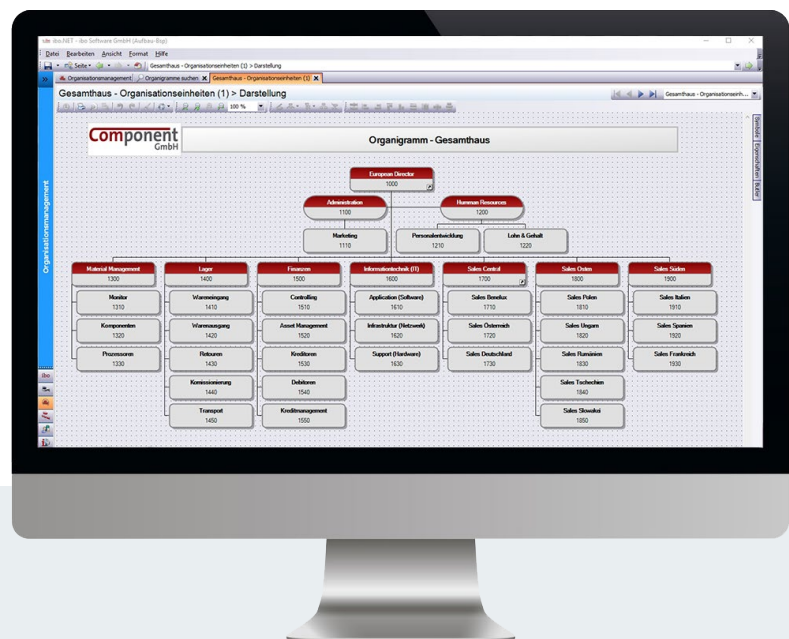 ibo.NET - ibo Software GmbH (Aufbau-Bsp)
Datei Bearbeiten Ansicht Format Hilfe
Seite Gesamthaus - Organisationseinheiten (1) > Darstellung
Organisationsmanagement Organigramme suchen Gesamthaus - Organisationseinheiten (1)
Gesamthaus - Organisationseinheiten (1) > Darstellung
Gesamthaus - Organisationseinh...
100 %
Symbole Eigenschaften
Organisationsmanagement
ibo
Component
GmbH
Organigramm - Gesamthaus
European Director
1000
Administration
1100
Humman Resources
1200
Marketing
1110
Personalentwicklung
1210
Lohn & Gehalt
1220
Material Management
1300
Monitor
1310
Komponenten
1320
Prozessoren
1330
Lager
1400
Wareneingang
1410
Warenausgang
1420
Retouren
1430
Komissionierung
1440
Transport
1450
Finanzen
1500
Controlling
1510
Asset Management
1520
Kreditoren
1530
Debitoren
1540
Kreditmanagement
1550
Informationtechnik (IT)
1600
Application (Software)
1610
Infrastruktur (Netzwerk)
1620
Support (Hardware)
1630
Sales Central
1700
Sales Benelux
1710
Sales Österreich
1720
Sales Deutschland
1730
Sales Osten
1800
Sales Polen
1810
Sales Ungarn
1820
Sales Rumänien
1830
Sales Tschechien
1840
Sales Slowakei
1850
Sales Süden
1900
Sales Italien
1910
Sales Spanien
1920
Sales Frankreich
1930